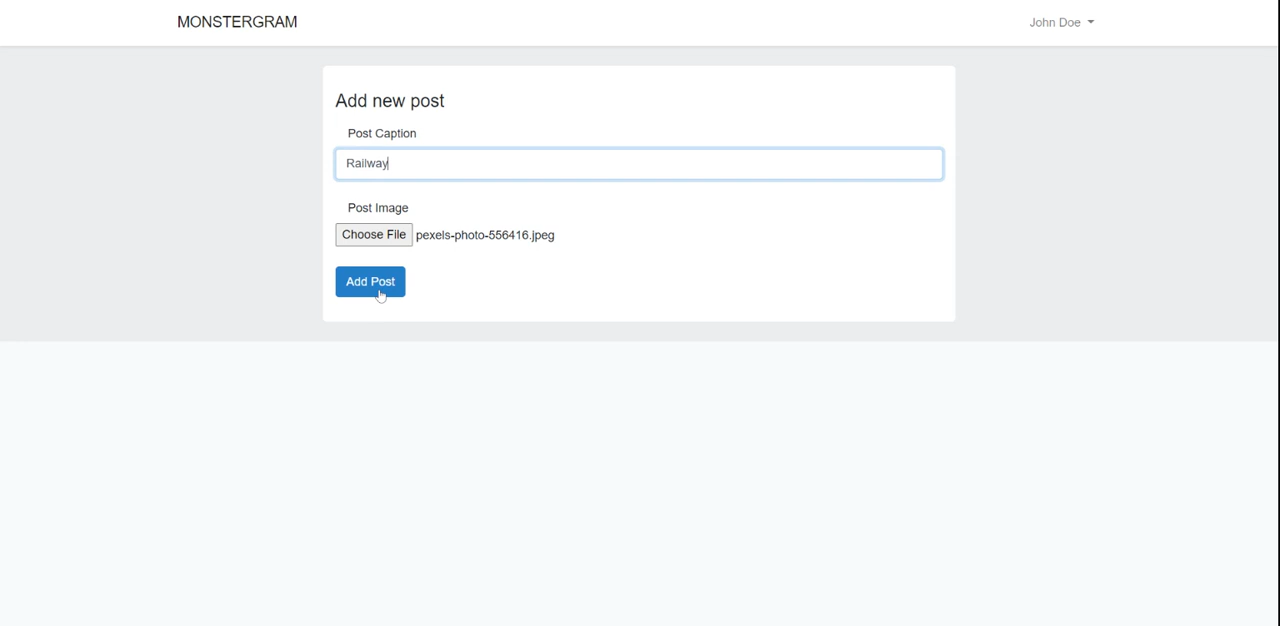 MONSTERGRAM
John Doe
Add new post
Post Caption
Railway
Post Image
Choose File pexels-photo-556416.jpeg
Add Post